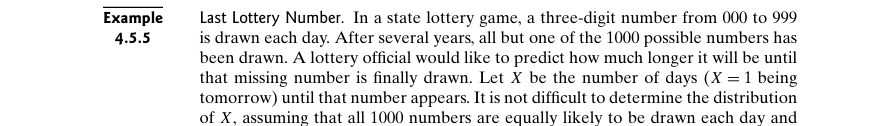 Example Last Lottery Number. In a state lottery game, a three-digit number from 000 to 999
4.5.5 is drawn each day. After several years, all but one of the 1000 possible numbers has
been drawn. A lottery official would like to predict how much longer it will be until
that missing number is finally drawn. Let X be the number of days (X = 1 being
tomorrow) until that number appears. It is not difficult to determine the distribution
of X, assuming that all 1000 numbers are equally likely to be drawn each day and